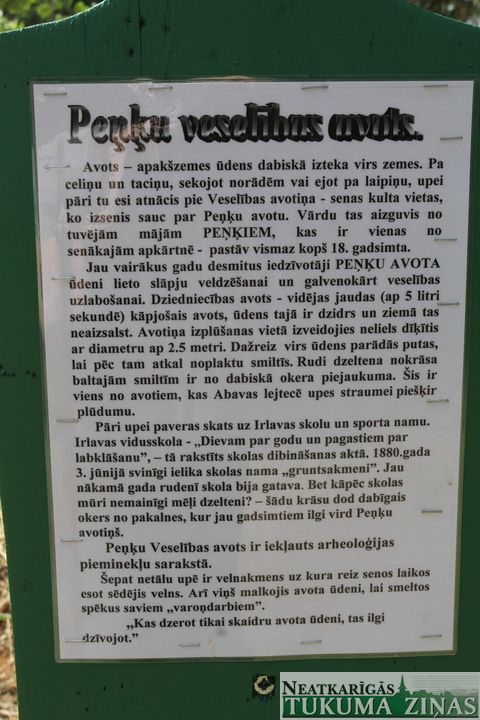 Peņķu veselības avots.
Avots – apakšzemes ūdens dabiskā izteka virs zemes. Pa
celiņu un taciņu, sekojot norādēm vai ejot pa laipiņu, upei
pāri tu esi atnācis pie Veselības avotiņa - senas kulta vietas,
ko izsenis sauc par Peņķu avotu. Vārdu tas aizguvis no
tuvējām mājām PEŅĶIEM, kas ir vienas no
senākajām apkārtnē - pastāv vismaz kopš 18. gadsimta.
Jau vairākus gadu desmitus iedzīvotāji PEŅĶU AVOTA
ūdeni lieto slāpju veldzēšanai un galvenokārt veselības
uzlabošanai. Dziedniecības avots - vidējas jaudas (ap 5 litri
sekundē) kāpjošais avots, ūdens tajā ir dzidrs un ziemā tas
neaizsalst. Avotiņa izplūšanas vietā izveidojies neliels dīķītis
ar diametru ap 2.5 metri. Dažreiz virs ūdens parādās putas,
lai pēc tam atkal noplaktu smiltīs. Rudi dzeltena nokrāsa
baltajām smiltīm ir no dabiskā okera piejaukuma. Šis ir
viens no avotiem, kas Abavas lejtecē upes straumei piešķir
plūdumu.
Pāri upei paveras skats uz Irlavas skolu un sporta namu.
Irlavas vidusskola - „Dievam par godu un pagastiem par
labklāšanu”, – tā rakstīts skolas dibināšanas aktā. 1880.gada
3. jūnijā svinīgi ielika skolas nama „gruntsakmeni”. Jau
nākamā gada rudenī skola bija gatava. Bet kāpēc skolas
mūri nemainīgi mēļi dzelteni? – šādu krāsu dod dabīgais
okers no pakalnes, kur jau gadsimtiem ilgi vird Peņķu
avotiņš.
Peņķu Veselības avots ir iekļauts arheoloģijas
pieminekļu sarakstā.
Šepat netālu upē ir velnakmens uz kura reiz senos laikos
esot sēdējis velns. Arī viņš malkojis avota ūdeni, lai smeltos
spēkus saviem „varoņdarbiem”.
„Kas dzerot tikai skaidru avota ūdeni, tas ilgi
dzīvojot.”
NEATKARĪGĀS
TUKUMA ZIŅAS